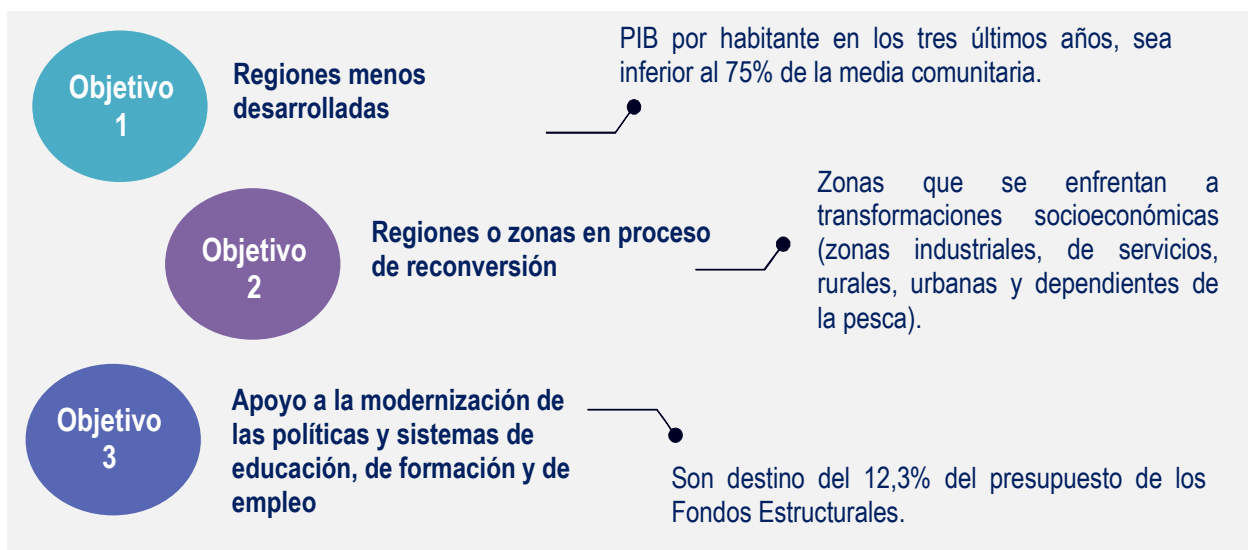 Objetivo
1
Regiones menos
desarrolladas
PIB por habitante en los tres últimos años, sea
inferior al 75% de la media comunitaria.
Objetivo
2
Regiones o zonas en proceso
de reconversión
Zonas que se enfrentan a
transformaciones socioeconómicas
(zonas industriales, de servicios,
rurales, urbanas y dependientes de
la pesca).
Objetivo
3
Apoyo a la modernización de
las políticas y sistemas de
educación, de formación y de
empleo
Son destino del 12,3% del presupuesto de los
Fondos Estructurales.